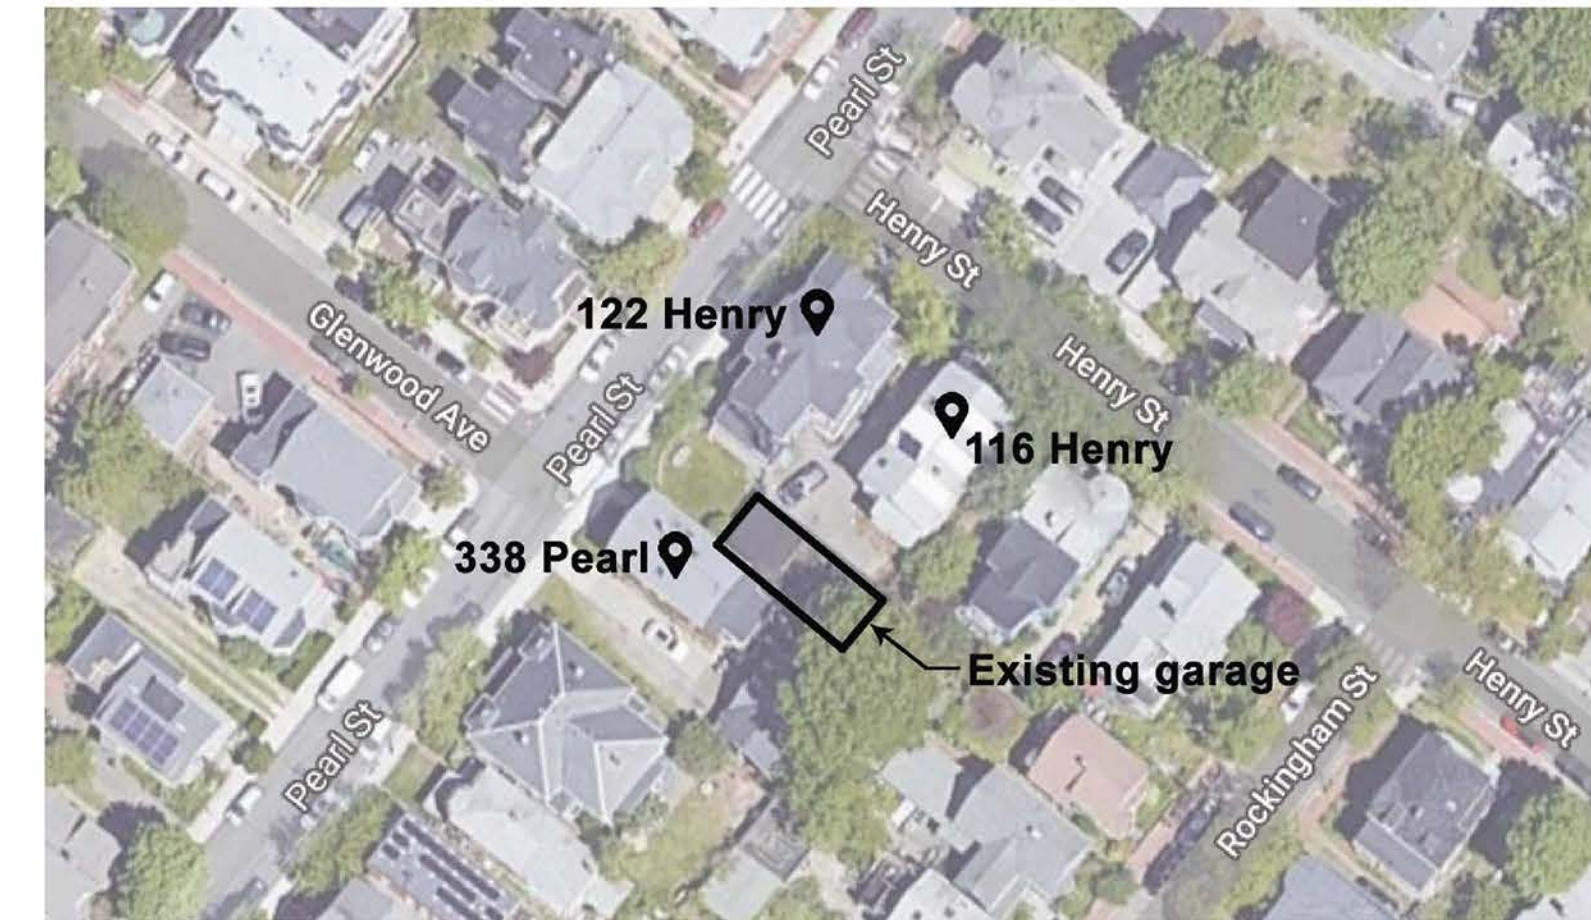 Pearl St
Henry St
122 Henry
Glenwood Ave
Henry St
Pearl St
116 Henry
338 Pearl
Existing garage
Henry St
Pearl St
Rockingham St